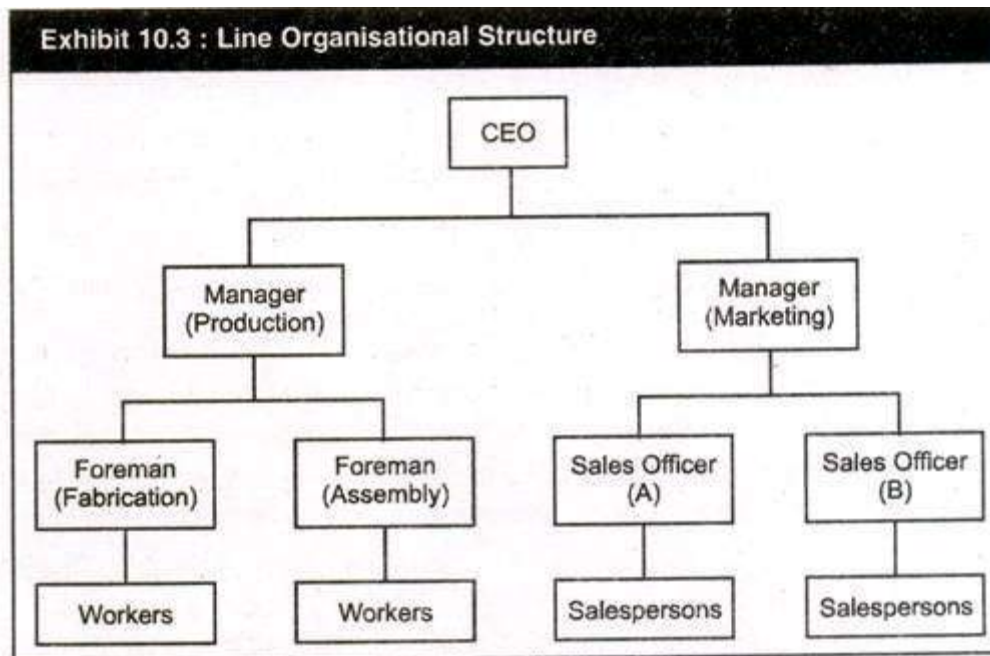 Exhibit 10.3 : Line Organisational Structure
CEO
Manager
(Production)
Manager
(Marketing)
Foreman
(Fabrication)
Foreman
(Assembly)
Sales Officer
(A)
Sales Officer
(B)
Workers
Workers
Salespersons
Salespersons